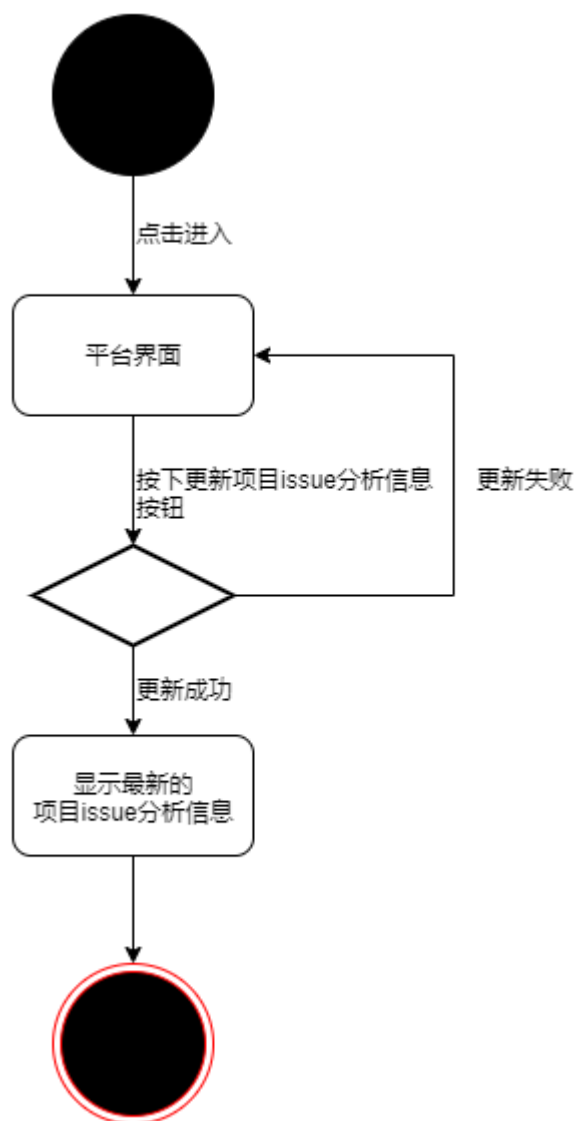 点击进入
平台界面
按下更新项目issue分析信息
按钮
更新失败
更新成功
显示最新的
项目issue分析信息